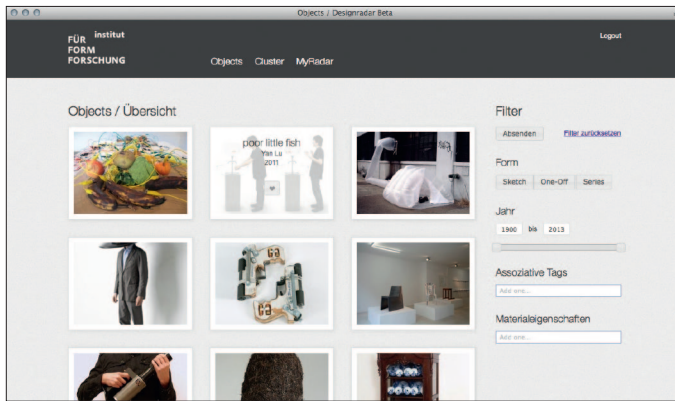 Objects / Designradar Beta
institut
FÜR
FORM
FORSCHUNG
Objects Cluster MyRadar
Logout
Objects / Übersicht
poor little fish
Yan Lu
2011
Filter
Absenden Filter zurücksetzen
Form
Sketch One-Off Series
Jahr
1900 bis 2013
Assoziative Tags
Add one...
Materialeigenschaften
Add one...